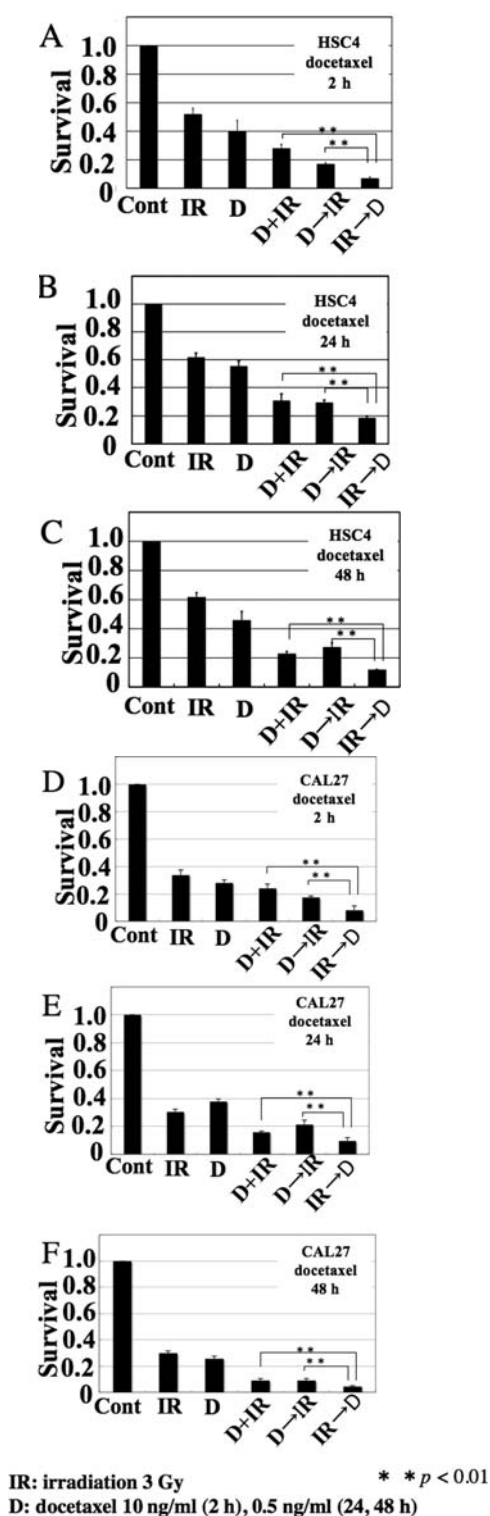 A
HSC4
docetaxel
2 h
Survival
1.0
0.8
0.6
0.4
0.2
0
**
**
Cont IR D D+IR D→IR IR→D
B
HSC4
docetaxel
24 h
Survival
1.0
0.8
0.6
0.4
0.2
0
**
**
Cont IR D D+IR D→IR IR→D
C
HSC4
docetaxel
48 h
Survival
1.0
0.8
0.6
0.4
0.2
0
**
**
Cont IR D D+IR D→IR IR→D
D
CAL27
docetaxel
2 h
Survival
1.0
0.8
0.6
0.4
0.2
0
**
**
Cont IR D D+IR D→IR IR→D
E
CAL27
docetaxel
24 h
Survival
1.0
0.8
0.6
0.4
0.2
0
**
**
Cont IR D D+IR D→IR IR→D
F
CAL27
docetaxel
48 h
Survival
1.0
0.8
0.6
0.4
0.2
0
**
**
Cont IR D D+IR D→IR IR→D
IR: irradiation 3 Gy
* * p < 0.01
D: docetaxel 10 ng/ml (2 h), 0.5 ng/ml (24, 48 h)